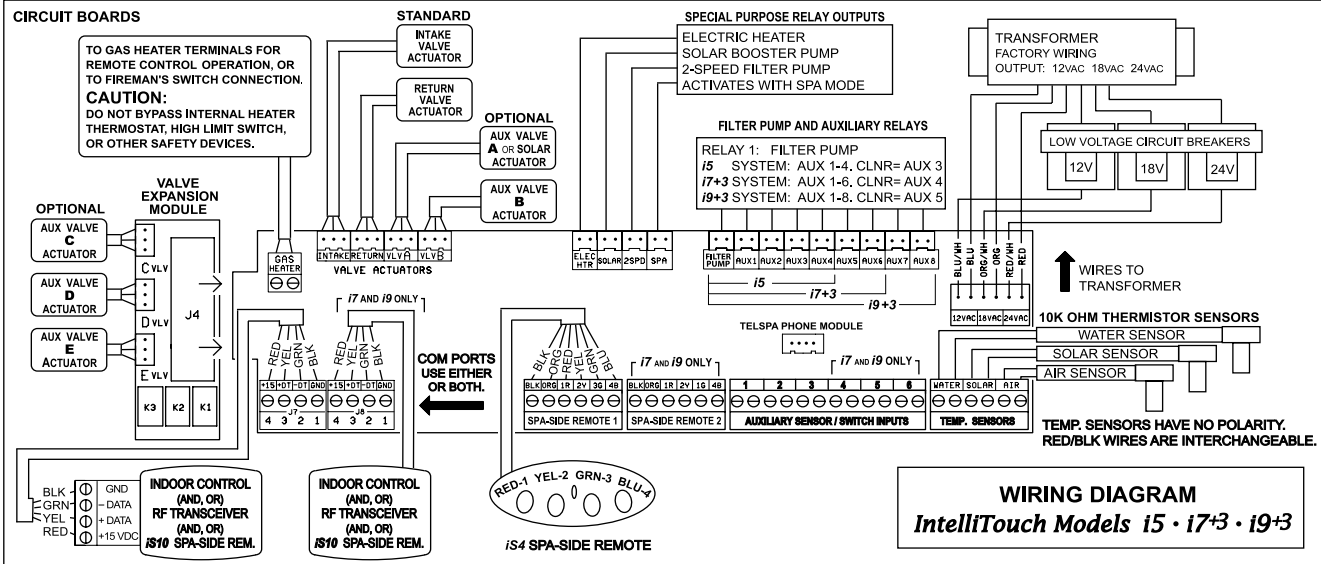 CIRCUIT BOARDS
TO GAS HEATER TERMINALS FOR
REMOTE CONTROL OPERATION, OR
TO FIREMAN'S SWITCH CONNECTION.
CAUTION:
DO NOT BYPASS INTERNAL HEATER
THERMOSTAT, HIGH LIMIT SWITCH,
OR OTHER SAFETY DEVICES.
STANDARD
INTAKE
VALVE
ACTUATOR
RETURN
VALVE
ACTUATOR
OPTIONAL
AUX VALVE
A OR SOLAR
ACTUATOR
AUX VALVE
B
ACTUATOR
SPECIAL PURPOSE RELAY OUTPUTS
ELECTRIC HEATER
SOLAR BOOSTER PUMP
2-SPEED FILTER PUMP
ACTIVATES WITH SPA MODE
FILTER PUMP AND AUXILIARY RELAYS
RELAY 1: FILTER PUMP
i5 SYSTEM: AUX 1-4. CLNR= AUX 3
i7+3 SYSTEM: AUX 1-6. CLNR= AUX 4
i9+3 SYSTEM: AUX 1-8. CLNR= AUX 5
TRANSFORMER
FACTORY WIRING
OUTPUT: 12VAC 18VAC 24VAC
LOW VOLTAGE CIRCUIT BREAKERS
12V 18V 24V
VALVE
EXPANSION
MODULE
OPTIONAL
AUX VALVE
C
ACTUATOR
C VLV
AUX VALVE
D
ACTUATOR
D VLV
J4
AUX VALVE
E
ACTUATOR
E VLV
K3 K2 K1
GAS
HEATER
INTAKE RETURN VLV A VLV B
VALVE ACTUATORS
ELEC
HTR SOLAR 2SPD SPA
FILTER
PUMP AUX1 AUX2 AUX3 AUX4 AUX5 AUX6 AUX7 AUX8
i5
i7+3
i9+3
BLU/WH BLU ORG/WH ORG RED/WH RED
12VAC 18VAC 24VAC
WIRES TO
TRANSFORMER
TELSPA PHONE MODULE
10K OHM THERMISTOR SENSORS
WATER SENSOR
SOLAR SENSOR
AIR SENSOR
TEMP. SENSORS HAVE NO POLARITY.
RED/BLK WIRES ARE INTERCHANGEABLE.
i7 AND i9 ONLY
RED YEL GRN BLK
RED YEL GRN BLK
+15 +DT -DT GND
J7
4 3 2 1
+15 +DT -DT GND
J8
4 3 2 1
COM PORTS
USE EITHER
OR BOTH.
BLK ORG RED YEL GRN BLU
BLK ORG 1R 2Y 3G 4B
SPA-SIDE REMOTE 1
i7 AND i9 ONLY
BLK ORG 1R 2Y 1G 4B
SPA-SIDE REMOTE 2
i7 AND i9 ONLY
1 2 3 4 5 6
AUXILIARY SENSOR / SWITCH INPUTS
WATER SOLAR AIR
TEMP. SENSORS
BLK GND
GRN - DATA
YEL + DATA
RED +15 VDC
INDOOR CONTROL
(AND, OR)
RF TRANSCEIVER
(AND, OR)
iS10 SPA-SIDE REM.
INDOOR CONTROL
(AND, OR)
RF TRANSCEIVER
(AND, OR)
iS10 SPA-SIDE REM.
RED-1 YEL-2 GRN-3 BLU-4
iS4 SPA-SIDE REMOTE
WIRING DIAGRAM
IntelliTouch Models i5 · i7+3 · i9+3